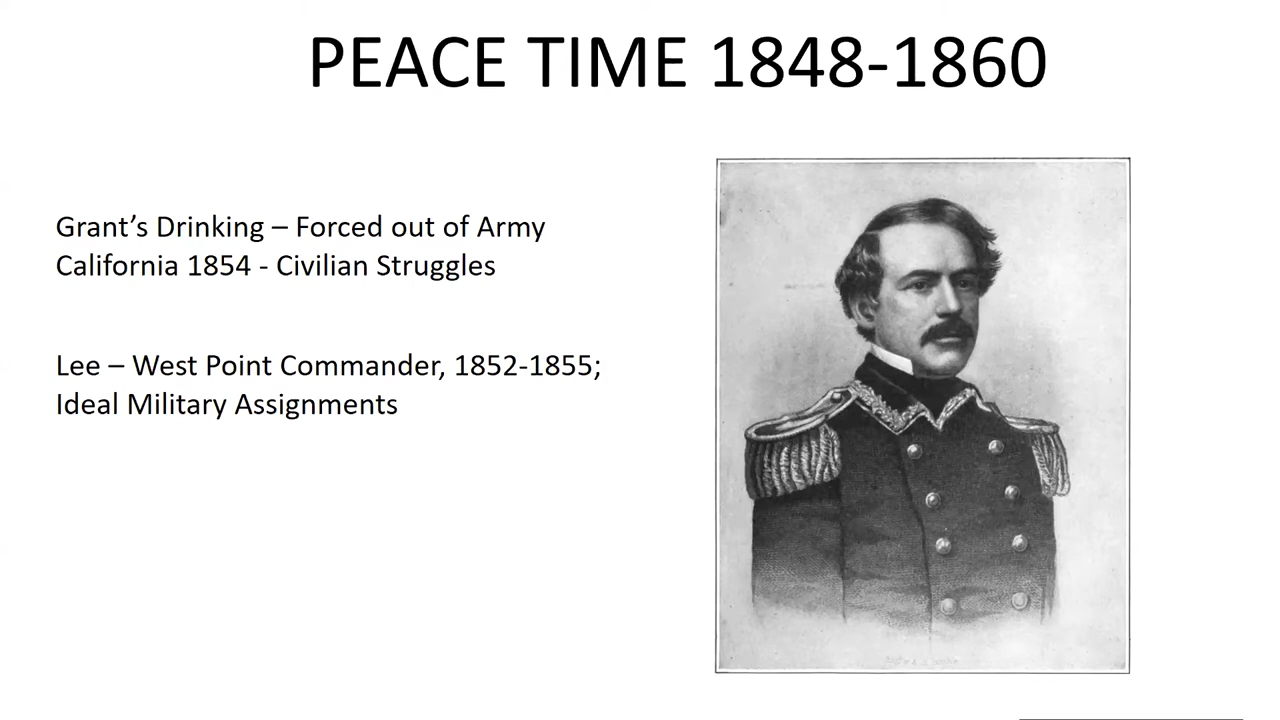 PEACE TIME 1848-1860
Grant’s Drinking – Forced out of Army
California 1854 - Civilian Struggles
Lee – West Point Commander, 1852-1855;
Ideal Military Assignments